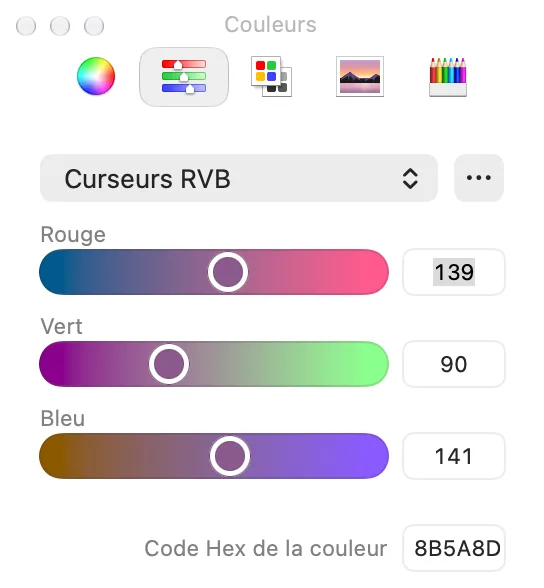 Couleurs
Curseurs RVB
Rouge
139
Vert
90
Bleu
141
Code Hex de la couleur 8B5A8D